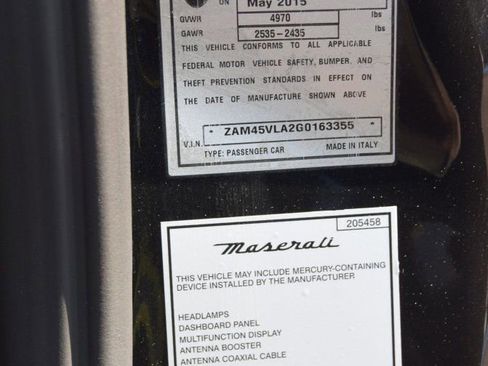 ON May 2015
GVWR 4970 lbs
GAWR 2535-2435 lbs
THIS VEHICLE CONFORMS TO ALL APPLICABLE
FEDERAL MOTOR VEHICLE SAFETY, BUMPER, AND
THEFT PREVENTION STANDARDS IN EFFECT ON
THE DATE OF MANUFACTURE SHOWN ABOVE
V.I.N. * ZAM45VLA2G0163355 *
TYPE: PASSENGER CAR MADE IN ITALY
205458
Maserati
THIS VEHICLE MAY INCLUDE MERCURY-CONTAINING
DEVICE INSTALLED BY THE MANUFACTURER
HEADLAMPS
DASHBOARD PANEL
MULTIFUNCTION DISPLAY
ANTENNA BOOSTER
ANTENNA COAXIAL CABLE